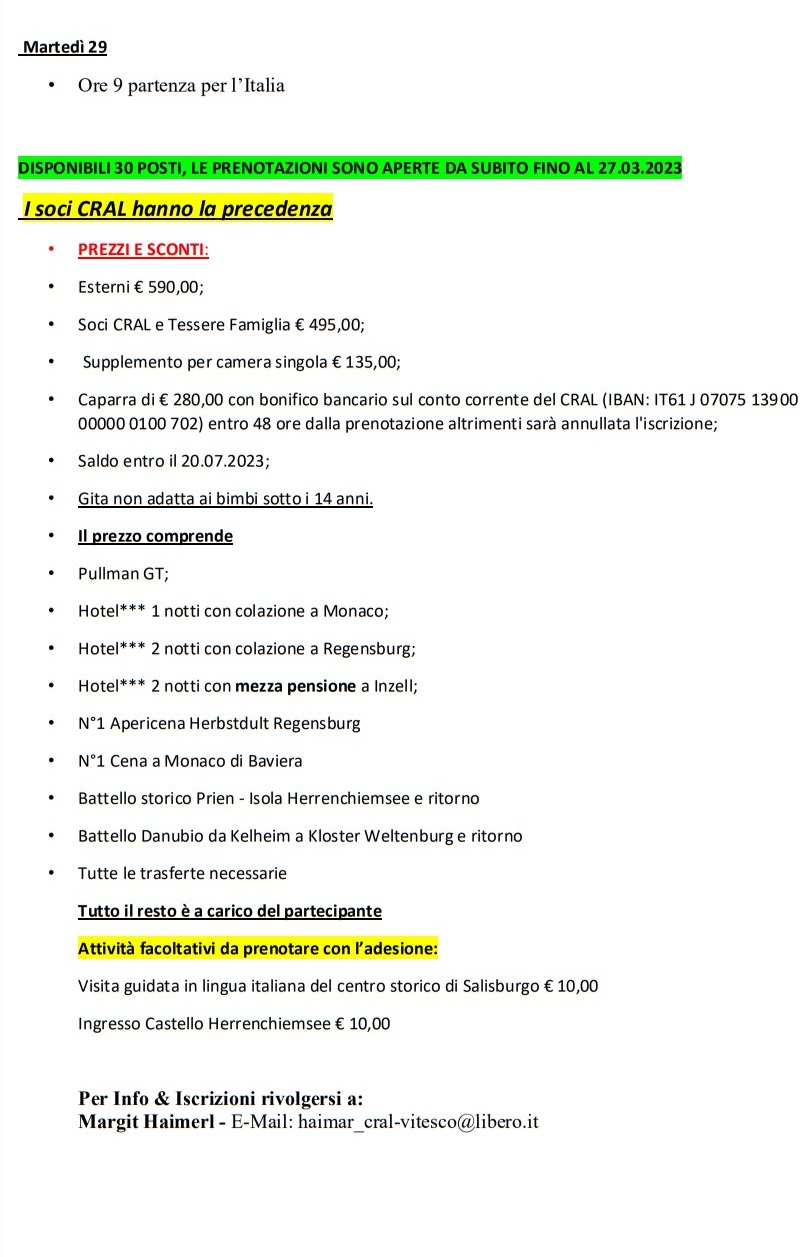 Martedì 29
• Ore 9 partenza per l’Italia
DISPONIBILI 30 POSTI, LE PRENOTAZIONI SONO APERTE DA SUBITO FINO AL 27.03.2023
I soci CRAL hanno la precedenza
• PREZZI E SCONTI:
• Esterni € 590,00;
• Soci CRAL e Tessere Famiglia € 495,00;
• Supplemento per camera singola € 135,00;
• Caparra di € 280,00 con bonifico bancario sul conto corrente del CRAL (IBAN: IT61 J 07075 13900
00000 0100 702) entro 48 ore dalla prenotazione altrimenti sarà annullata l'iscrizione;
• Saldo entro il 20.07.2023;
• Gita non adatta ai bimbi sotto i 14 anni.
• Il prezzo comprende
• Pullman GT;
• Hotel*** 1 notti con colazione a Monaco;
• Hotel*** 2 notti con colazione a Regensburg;
• Hotel*** 2 notti con mezza pensione a Inzell;
• N°1 Apericena Herbstdult Regensburg
• N°1 Cena a Monaco di Baviera
• Battello storico Prien - Isola Herrenchiemsee e ritorno
• Battello Danubio da Kelheim a Kloster Weltenburg e ritorno
• Tutte le trasferte necessarie
Tutto il resto è a carico del partecipante
Attività facoltativi da prenotare con l’adesione:
Visita guidata in lingua italiana del centro storico di Salisburgo € 10,00
Ingresso Castello Herrenchiemsee € 10,00
Per Info & Iscrizioni rivolgersi a:
Margit Haimerl - E-Mail: haimar_cral-vitesco@libero.it